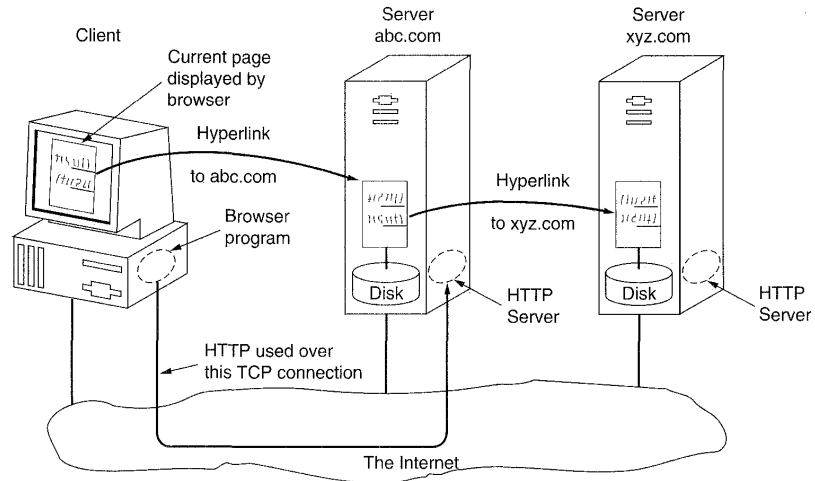 Client
Server
abc.com
Server
xyz.com
Current page
displayed by
browser
Hyperlink
to abc.com
Hyperlink
to xyz.com
Browser
program
Disk
HTTP
Server
Disk
HTTP
Server
HTTP used over
this TCP connection
The Internet